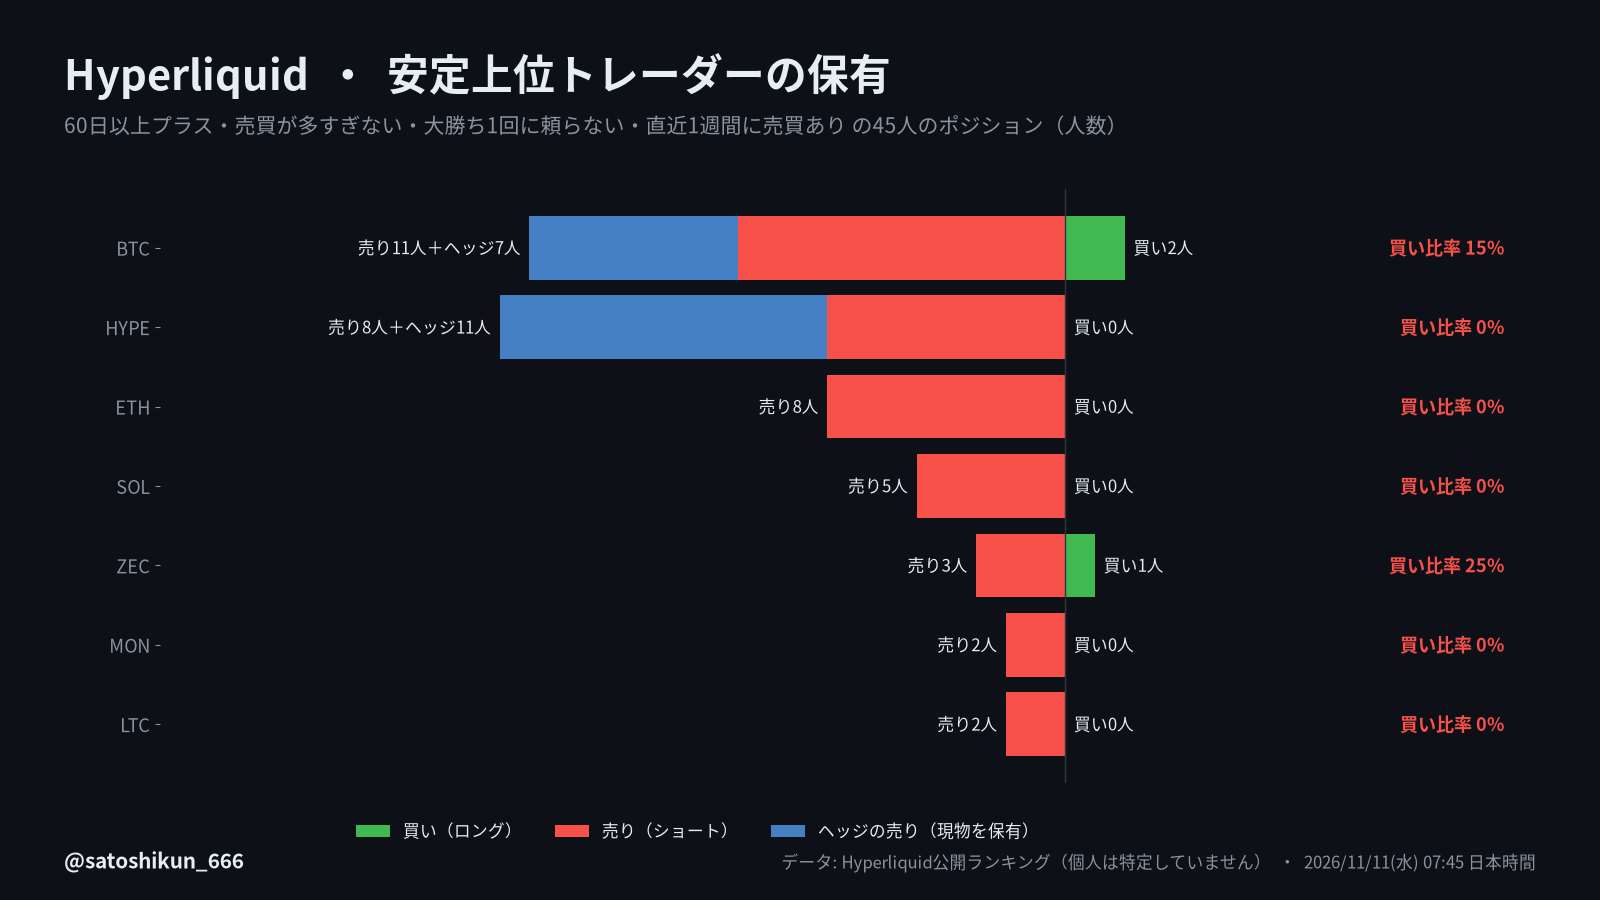 Hyperliquid ・ 安定上位トレーダーの保有
60日以上プラス・売買が多すぎない・大勝ち1回に頼らない・直近1週間に売買あり の45人のポジション（人数）
BTC 売り11人＋ヘッジ7人 買い2人 買い比率 15%
HYPE 売り8人＋ヘッジ11人 買い0人 買い比率 0%
ETH 売り8人 買い0人 買い比率 0%
SOL 売り5人 買い0人 買い比率 0%
ZEC 売り3人 買い1人 買い比率 25%
MON 売り2人 買い0人 買い比率 0%
LTC 売り2人 買い0人 買い比率 0%
買い（ロング） 売り（ショート） ヘッジの売り（現物を保有）
@satoshikun_666 データ: Hyperliquid公開ランキング（個人は特定していません） ・ 2026/11/11(水) 07:45 日本時間